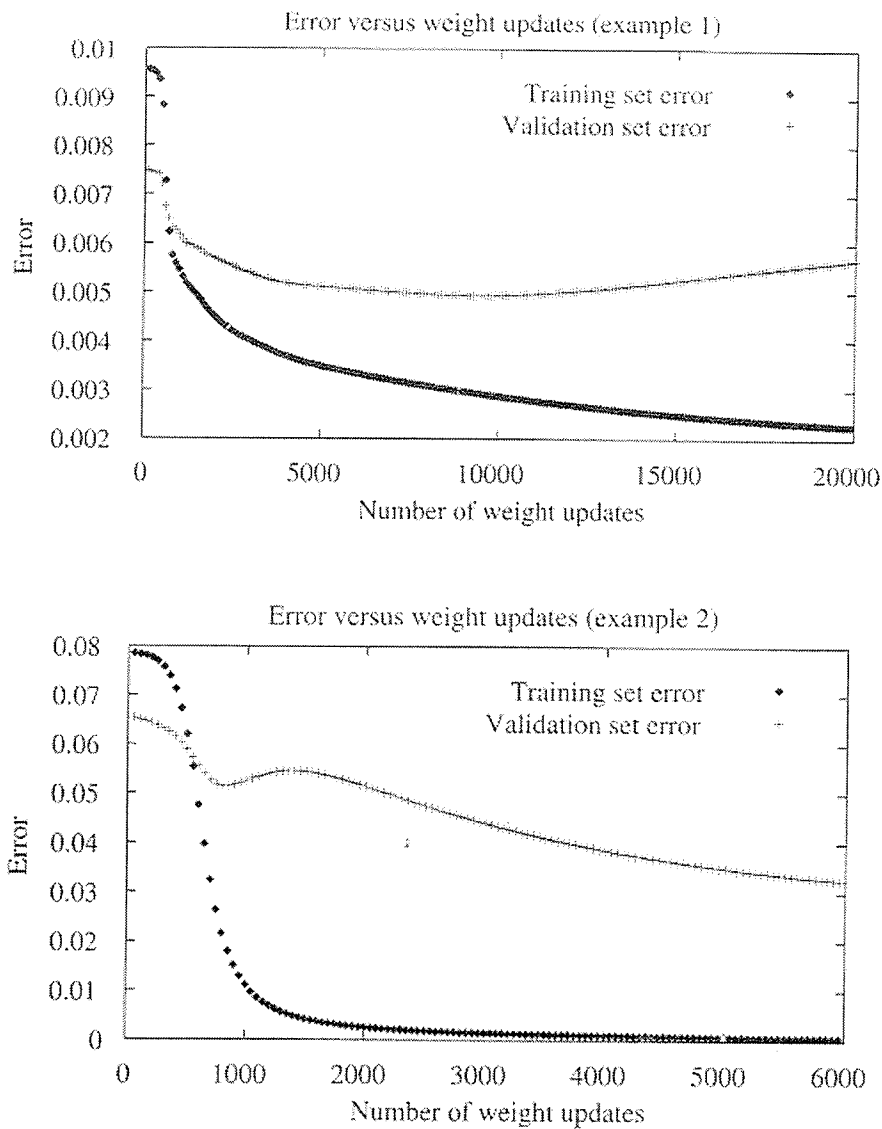 Error versus weight updates (example 1)
0.01
0.009
0.008
0.007
0.006
0.005
0.004
0.003
0.002
Error
Training set error
Validation set error
0 5000 10000 15000 20000
Number of weight updates
Error versus weight updates (example 2)
0.08
0.07
0.06
0.05
0.04
0.03
0.02
0.01
0
Error
Training set error
Validation set error
0 1000 2000 3000 4000 5000 6000
Number of weight updates